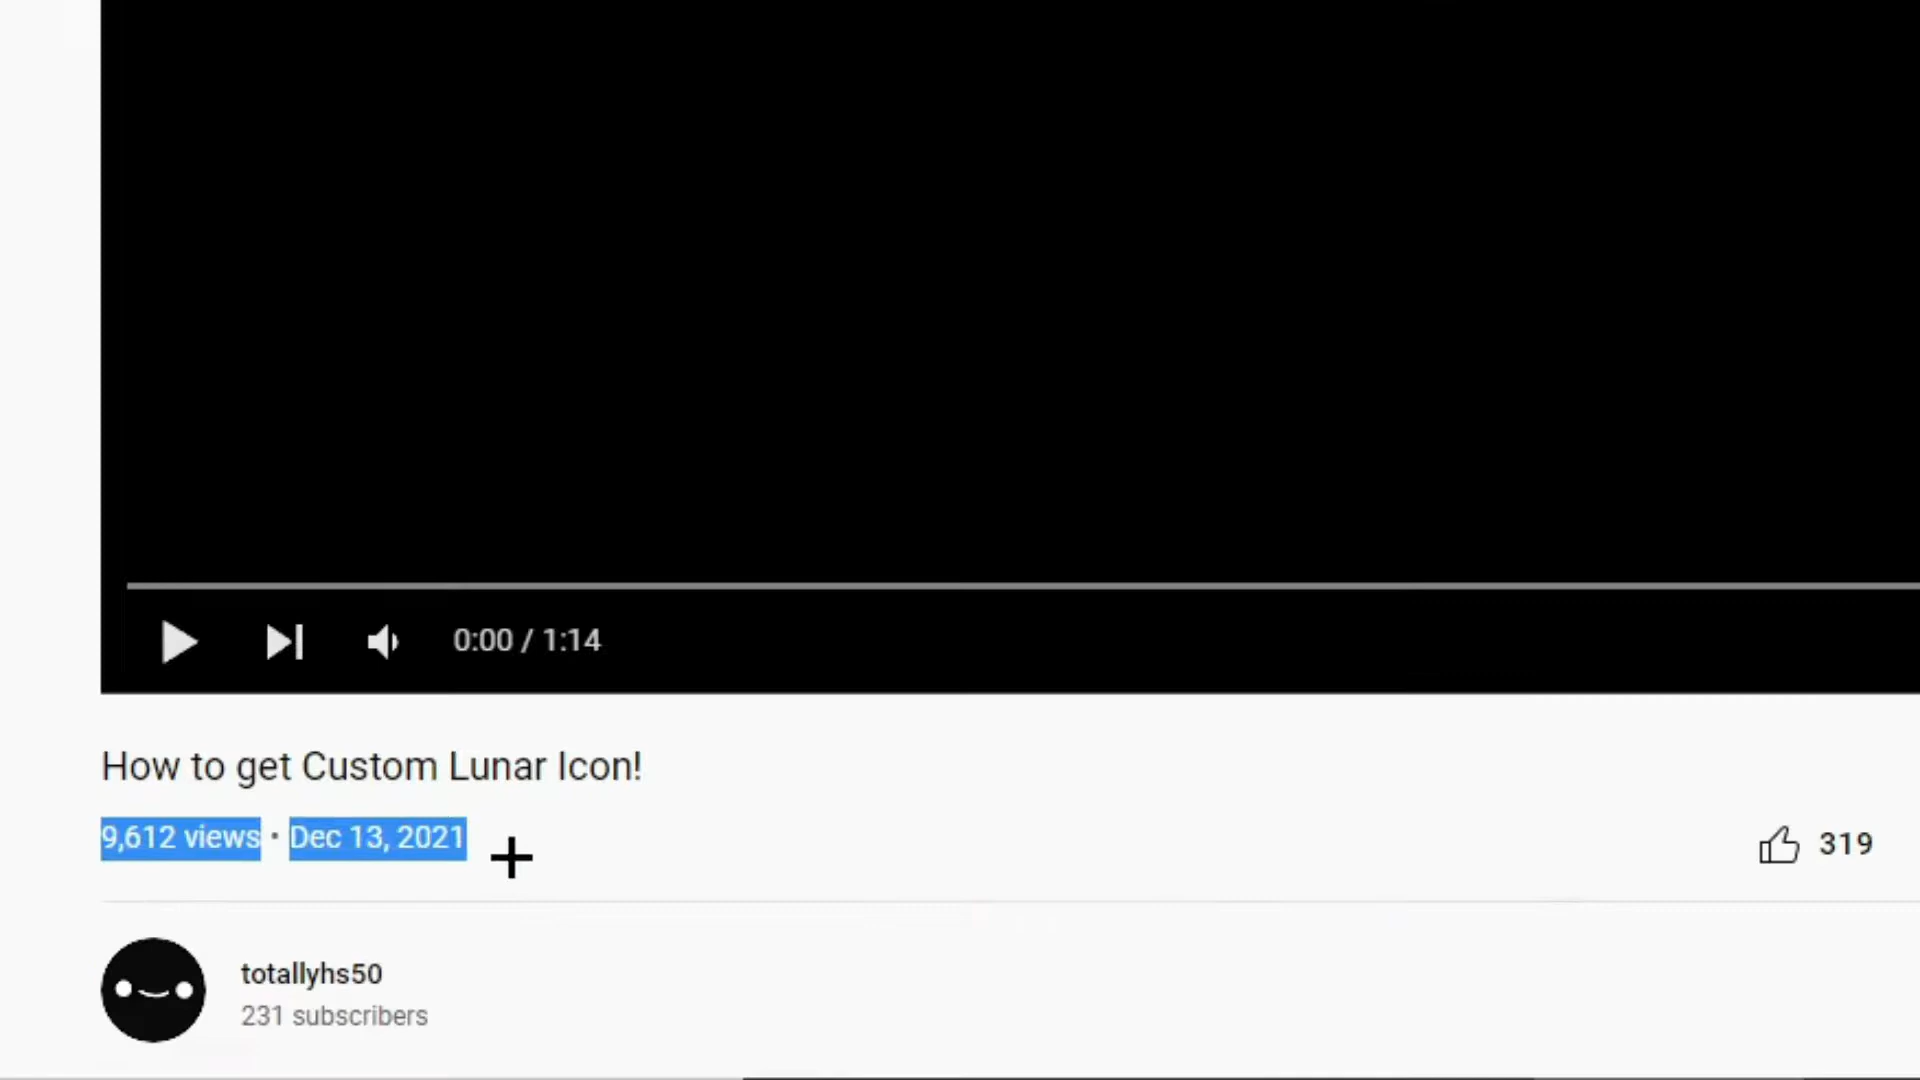 0:00 / 1:14
How to get Custom Lunar Icon!
9,612 views • Dec 13, 2021
319
totallyhs50
231 subscribers